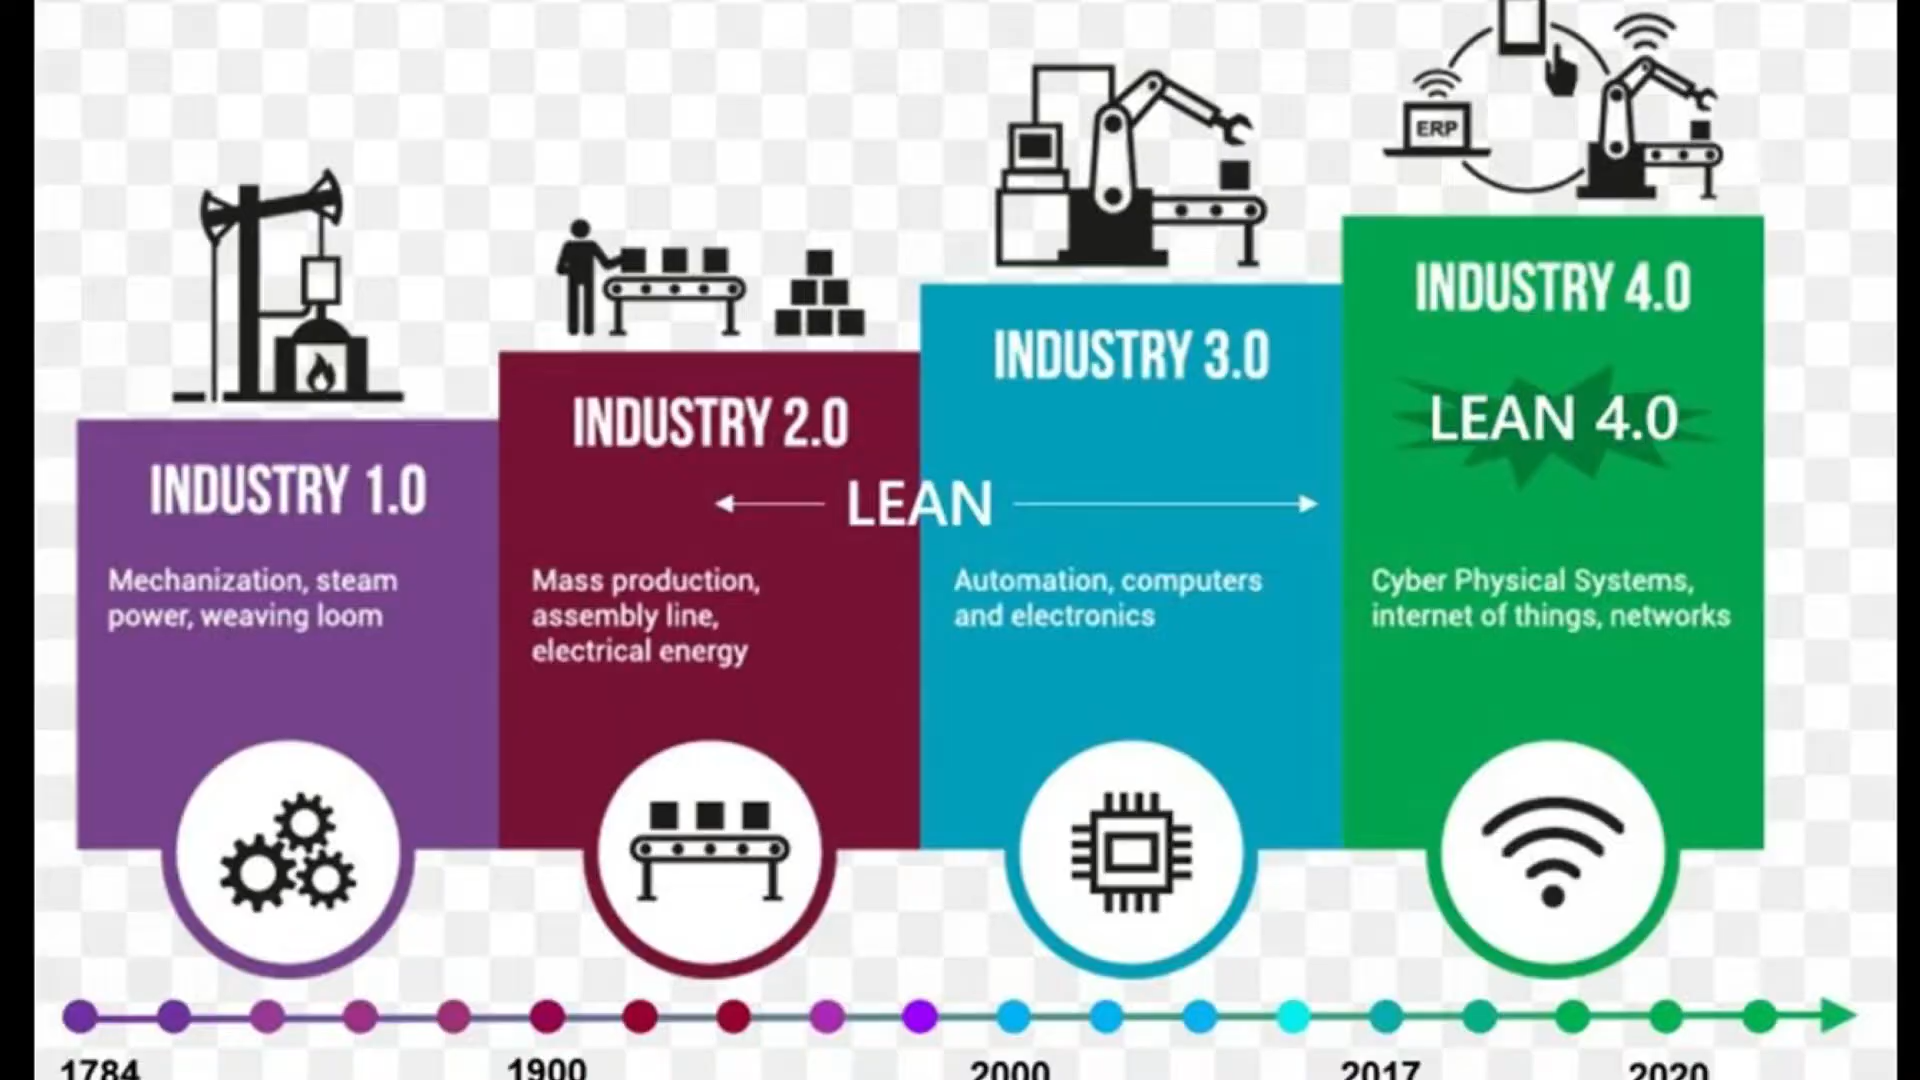 ERP
INDUSTRY 1.0
Mechanization, steam
power, weaving loom
INDUSTRY 2.0
Mass production,
assembly line,
electrical energy
LEAN
INDUSTRY 3.0
Automation, computers
and electronics
INDUSTRY 4.0
LEAN 4.0
Cyber Physical Systems,
internet of things, networks
1784
1900
2000
2017
2020